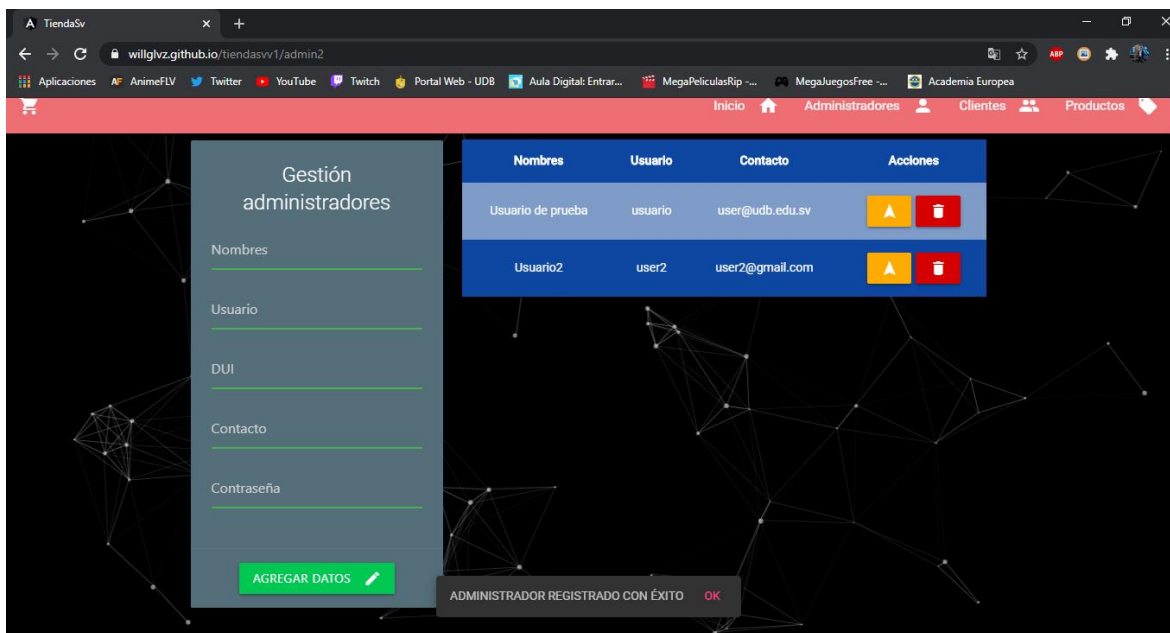 TiendaSv
willglvz.github.io/tiendasvv1/admin2
ABP
Aplicaciones AF AnimeFLV Twitter YouTube Twitch Portal Web - UDB Aula Digital: Entrar... MegaPeliculasRip -... MegaJuegosFree -... Academia Europea
Inicio Administradores Clientes Productos
Gestión
administradores
Nombres
Usuario
DUI
Contacto
Contraseña
AGREGAR DATOS
Nombres Usuario Contacto Acciones
Usuario de prueba usuario user@udb.edu.sv
Usuario2 user2 user2@gmail.com
ADMINISTRADOR REGISTRADO CON ÉXITO OK